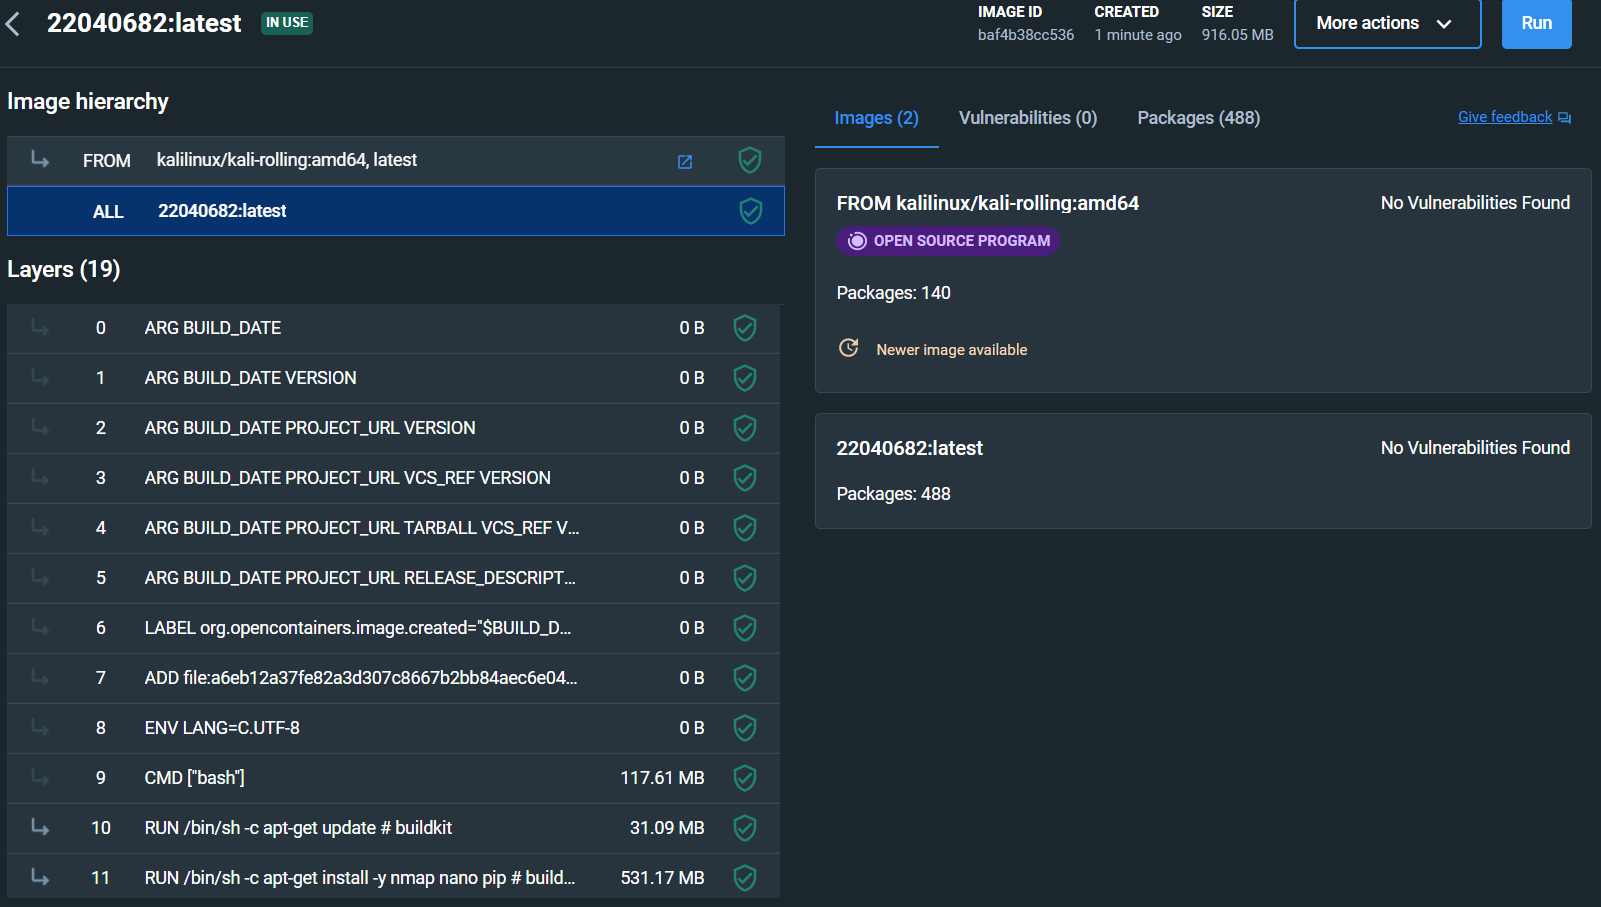 22040682:latest IN USE
IMAGE ID CREATED SIZE
baf4b38cc536 1 minute ago 916.05 MB
More actions
Run
Image hierarchy
FROM kalilinux/kali-rolling:amd64, latest
ALL 22040682:latest
Layers (19)
0 ARG BUILD_DATE 0 B
1 ARG BUILD_DATE VERSION 0 B
2 ARG BUILD_DATE PROJECT_URL VERSION 0 B
3 ARG BUILD_DATE PROJECT_URL VCS_REF VERSION 0 B
4 ARG BUILD_DATE PROJECT_URL TARBALL VCS_REF V... 0 B
5 ARG BUILD_DATE PROJECT_URL RELEASE_DESCRIPT... 0 B
6 LABEL org.opencontainers.image.created="$BUILD_D... 0 B
7 ADD file:a6eb12a37fe82a3d307c8667b2bb84aec6e04... 0 B
8 ENV LANG=C.UTF-8 0 B
9 CMD ["bash"] 117.61 MB
10 RUN /bin/sh -c apt-get update # buildkit 31.09 MB
11 RUN /bin/sh -c apt-get install -y nmap nano pip # build... 531.17 MB
Images (2) Vulnerabilities (0) Packages (488) Give feedback
FROM kalilinux/kali-rolling:amd64 No Vulnerabilities Found
OPEN SOURCE PROGRAM
Packages: 140
Newer image available
22040682:latest No Vulnerabilities Found
Packages: 488